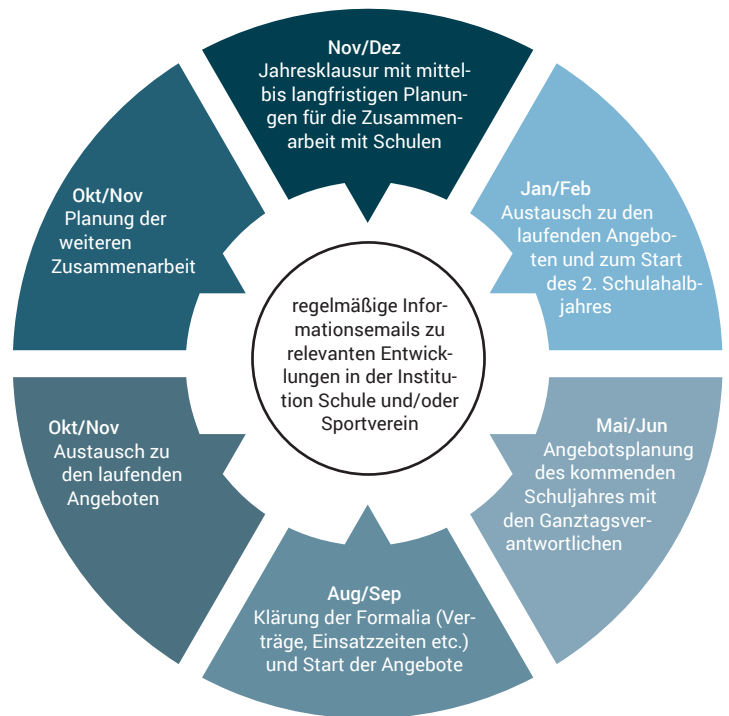 Nov/Dez
Jahresklausur mit mittel-
bis langfristigen Planun-
gen für die Zusammen-
arbeit mit Schulen
Jan/Feb
Austausch zu den
laufenden Angebo-
ten und zum Start
des 2. Schulahalb-
jahres
Mai/Jun
Angebotsplanung
des kommenden
Schuljahres mit
den Ganztagsver-
antwortlichen
Aug/Sep
Klärung der Formalia (Ver-
träge, Einsatzzeiten etc.)
und Start der Angebote
Okt/Nov
Austausch zu
den laufenden
Angeboten
Okt/Nov
Planung der
weiteren
Zusammenarbeit
regelmäßige Infor-
mationsemails zu
relevanten Entwick-
lungen in der Institu-
tion Schule und/oder
Sportverein